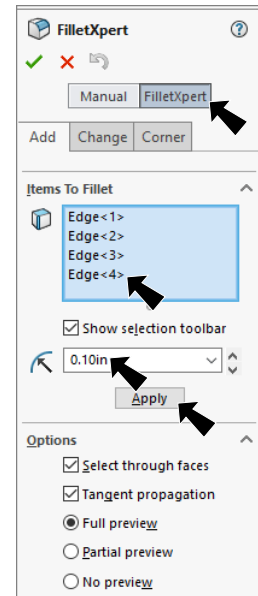 FilletXpert
Manual FilletXpert
Add Change Corner
Items To Fillet
Edge<1>
Edge<2>
Edge<3>
Edge<4>
Show selection toolbar
0.10in
Apply
Options
Select through faces
Tangent propagation
Full preview
Partial preview
No preview